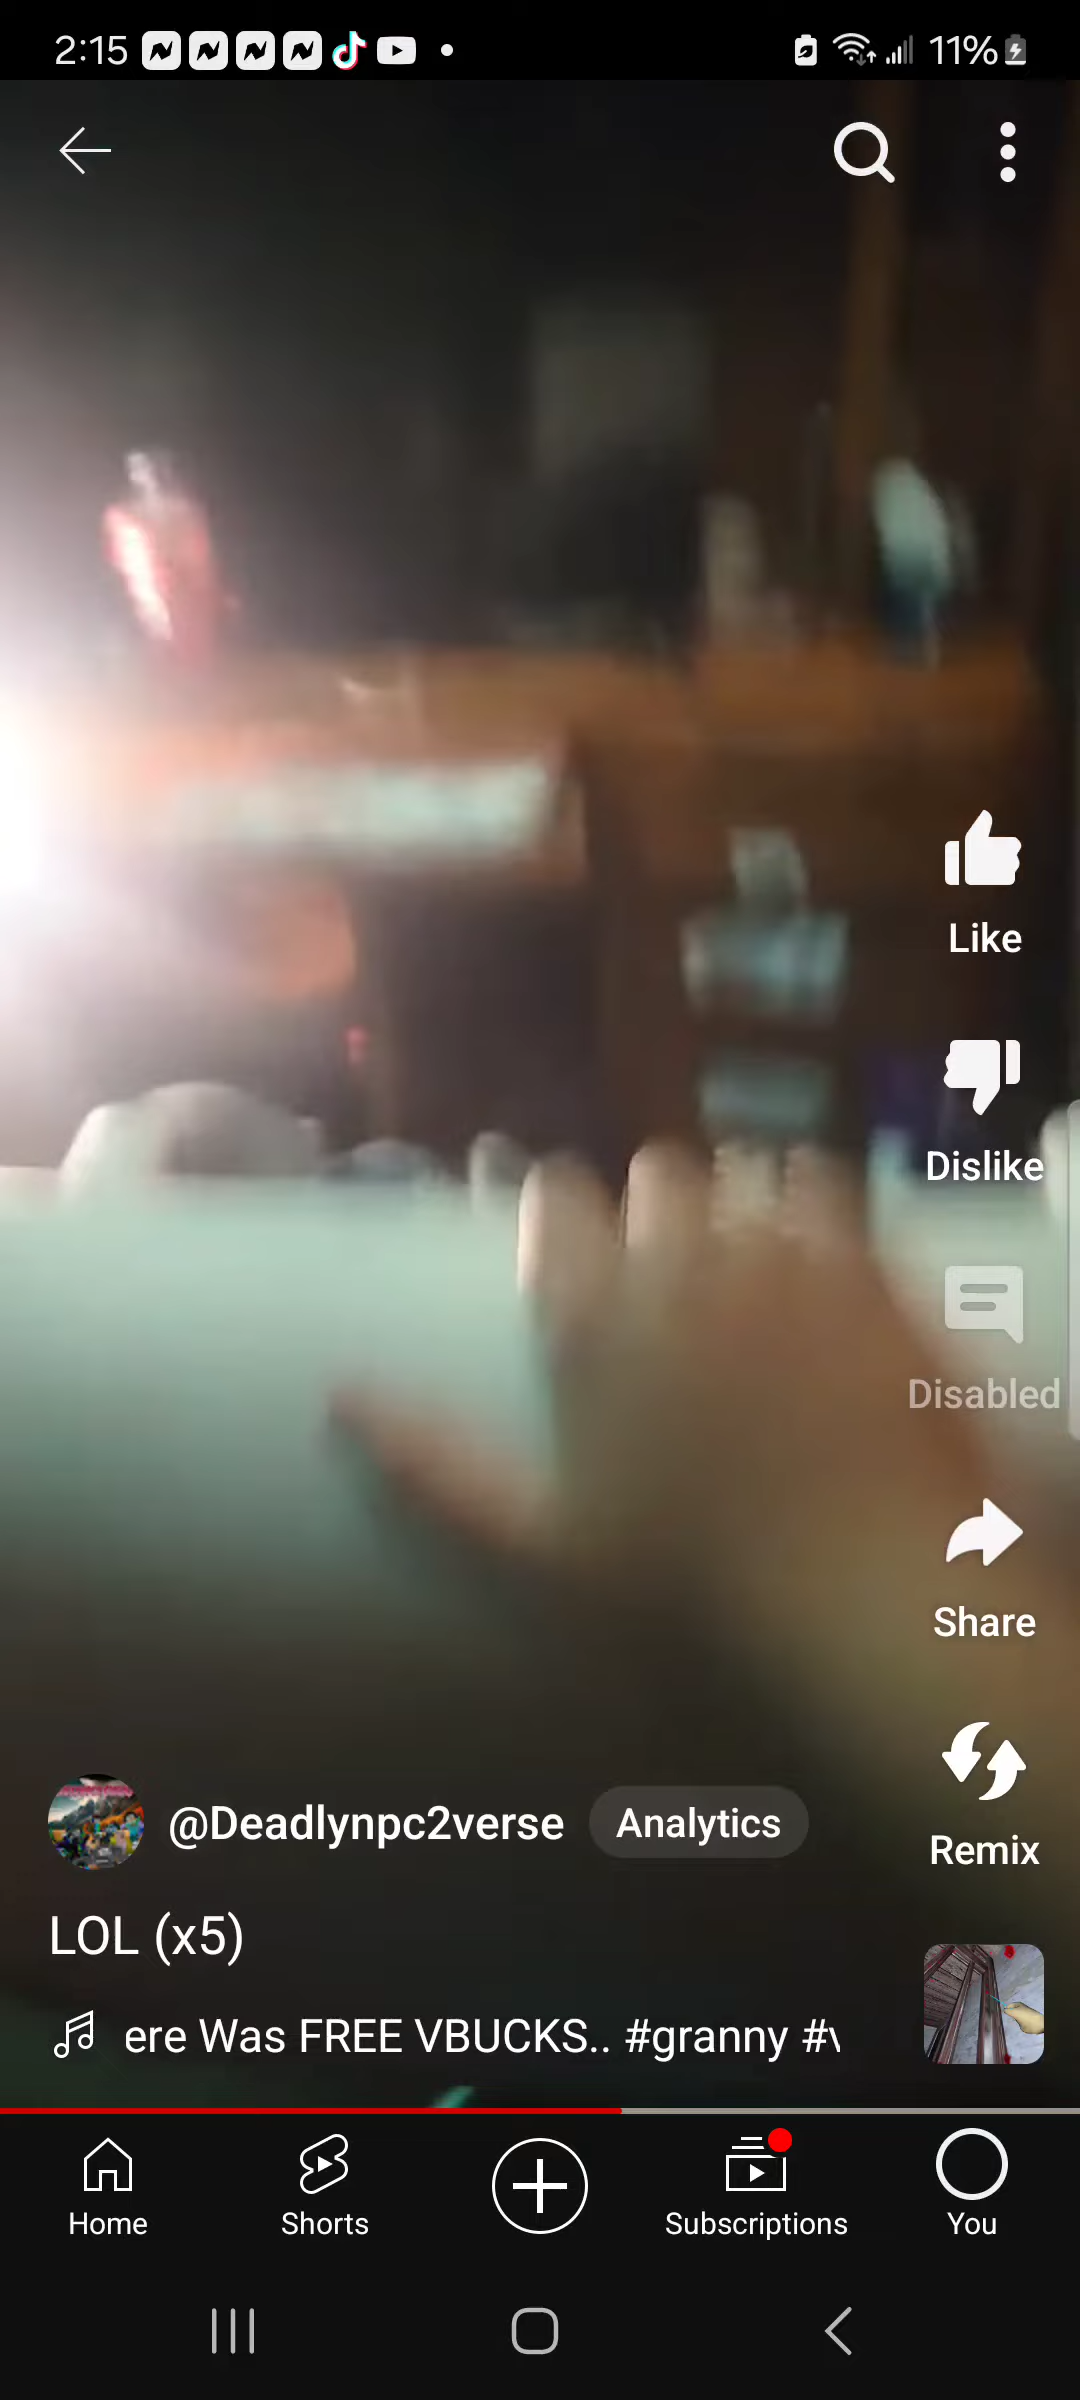 2:15
11%
Like
Dislike
Disabled
Share
Remix
@Deadlynpc2verse
Analytics
LOL (x5)
ere Was FREE VBUCKS.. #granny #v
Home
Shorts
Subscriptions
You